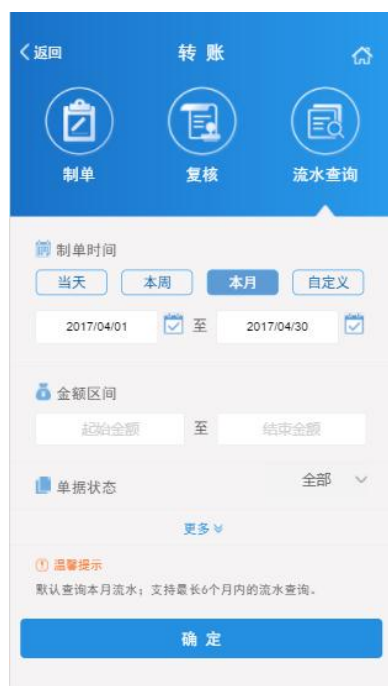 返回 转 账
制单 复核 流水查询
制单时间
当天 本周 本月 自定义
2017/04/01 至 2017/04/30
金额区间
起始金额 至 结束金额
单据状态 全部
更多
温馨提示
默认查询本月流水；支持最长6个月内的流水查询。
确 定